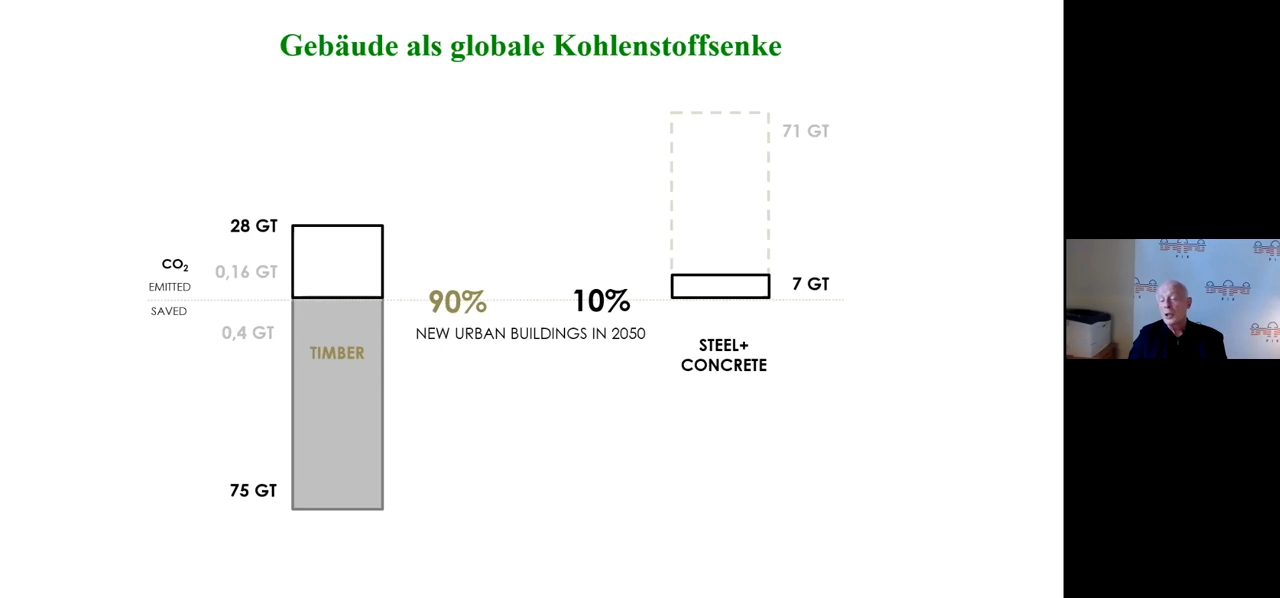 Gebäude als globale Kohlenstoffsenke
71 GT
28 GT
CO₂
0,16 GT
EMITTED
7 GT
90%
10%
SAVED
0,4 GT
NEW URBAN BUILDINGS IN 2050
TIMBER
STEEL+
CONCRETE
75 GT